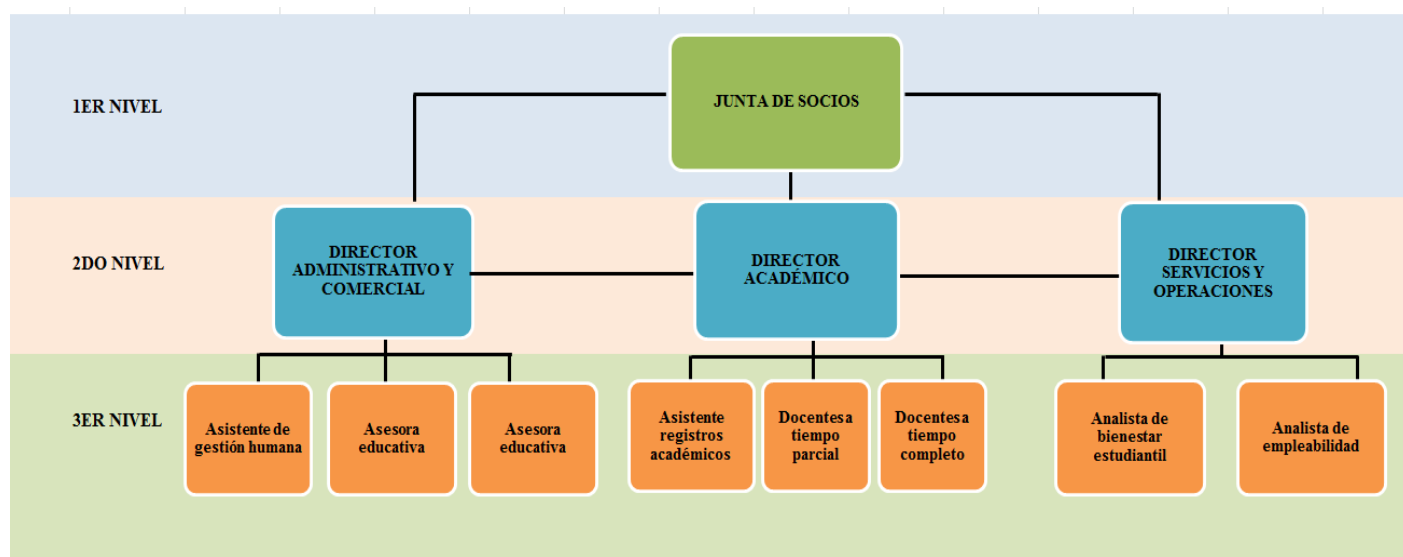 1ER NIVEL
JUNTA DE SOCIOS
2DO NIVEL
DIRECTOR
ADMINISTRATIVO Y
COMERCIAL
DIRECTOR
ACADÉMICO
DIRECTOR
SERVICIOS Y
OPERACIONES
3ER NIVEL
Asistente de
gestión humana
Asesora
educativa
Asesora
educativa
Asistente
registros
académicos
Docentes a
tiempo
parcial
Docentes a
tiempo
completo
Analista de
bienestar
estudiantil
Analista de
empleabilidad